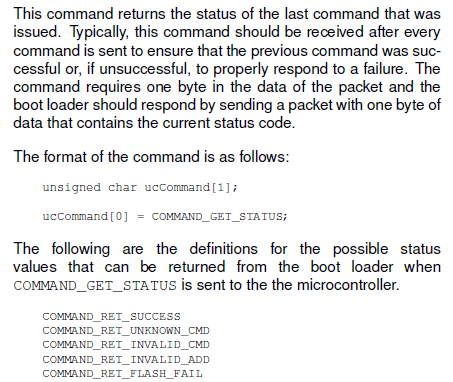 This command returns the status of the last command that was
issued. Typically, this command should be received after every
command is sent to ensure that the previous command was suc-
cessful or, if unsuccessful, to properly respond to a failure. The
command requires one byte in the data of the packet and the
boot loader should respond by sending a packet with one byte of
data that contains the current status code.
The format of the command is as follows:
unsigned char ucCommand[1];
ucCommand[0] = COMMAND_GET_STATUS;
The following are the definitions for the possible status
values that can be returned from the boot loader when
COMMAND_GET_STATUS is sent to the the microcontroller.
COMMAND_RET_SUCCESS
COMMAND_RET_UNKNOWN_CMD
COMMAND_RET_INVALID_CMD
COMMAND_RET_INVALID_ADD
COMMAND_RET_FLASH_FAIL